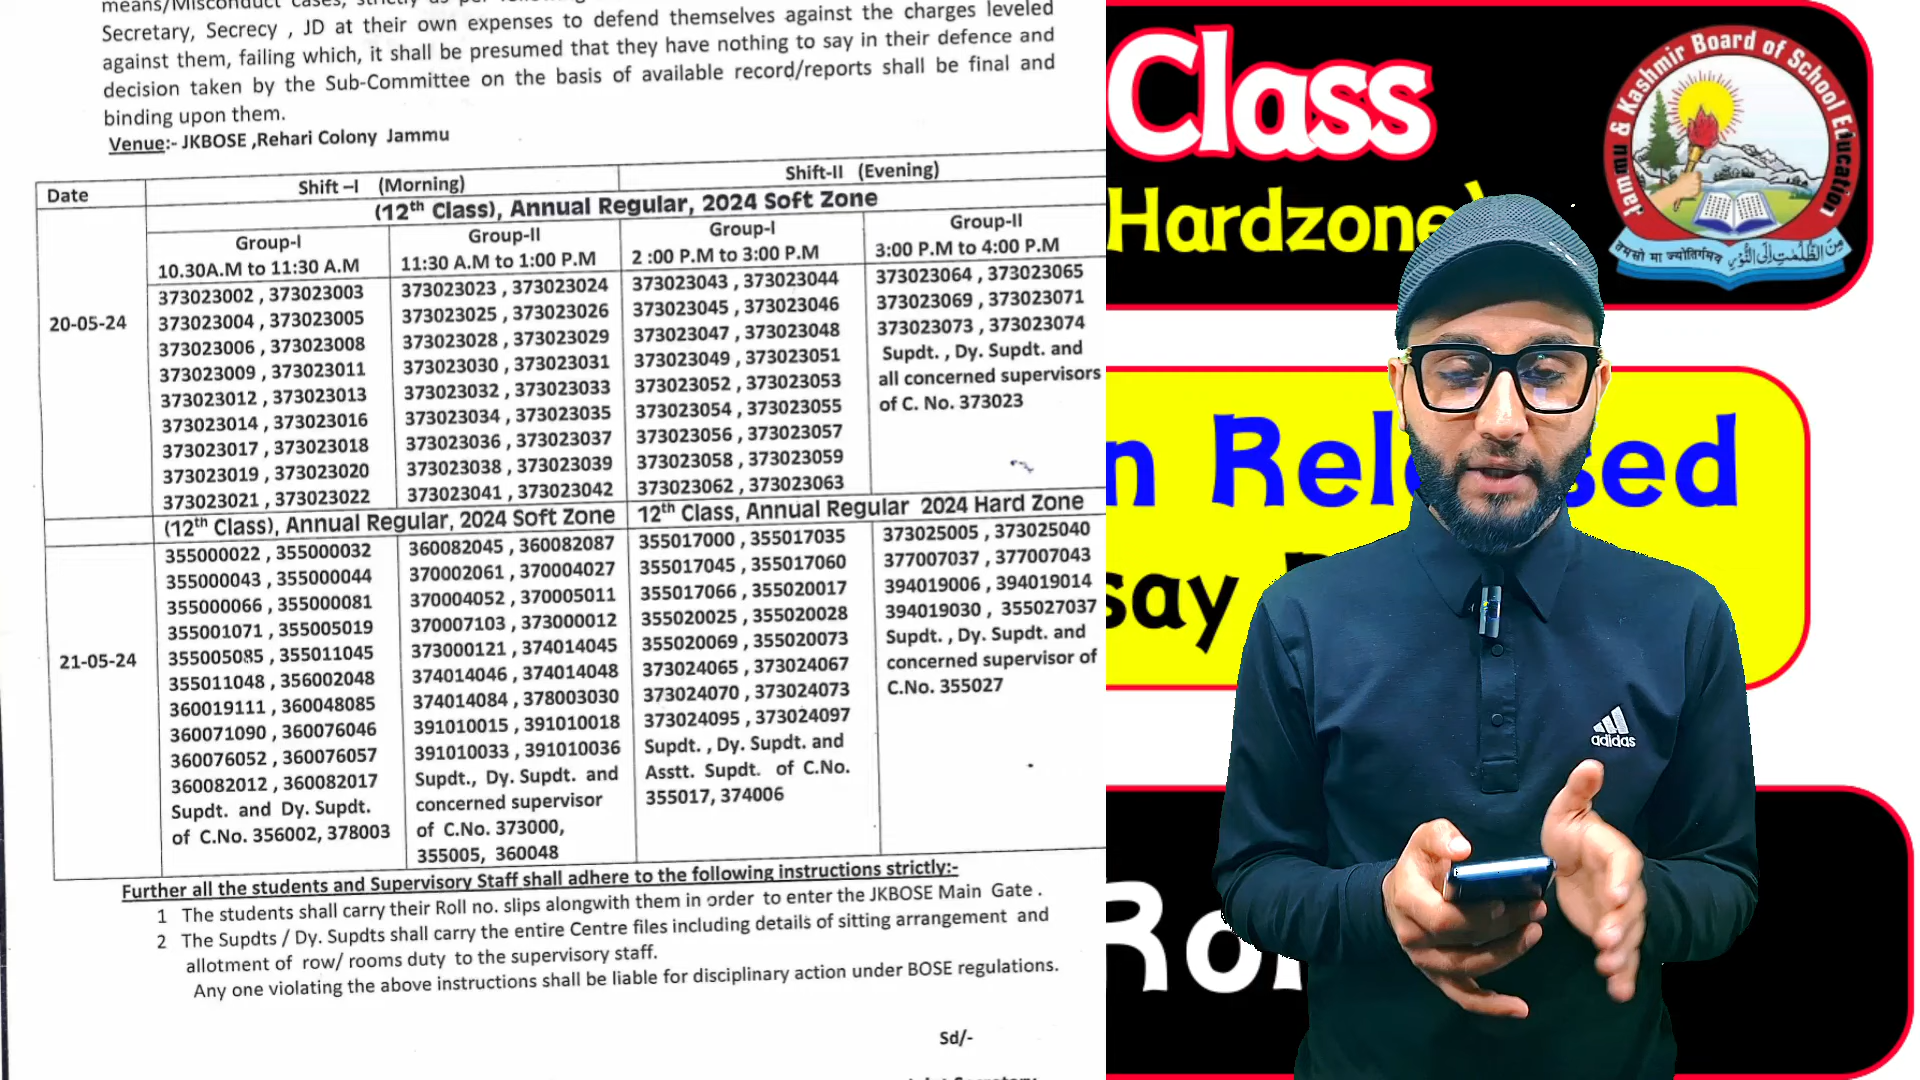 means/Misconduct cases, strictly as per
Secretary, Secrecy , JD at their own expenses to defend themselves against the charges leveled
against them, failing which, it shall be presumed that they have nothing to say in their defence and
decision taken by the Sub-Committee on the basis of available record/reports shall be final and
binding upon them.
Venue:- JKBOSE ,Rehari Colony Jammu
Date
Shift –I (Morning)
Shift-II (Evening)
(12th Class), Annual Regular, 2024 Soft Zone
20-05-24
Group-I
10.30A.M to 11:30 A.M
373023002 , 373023003
373023004 , 373023005
373023006 , 373023008
373023009 , 373023011
373023012 , 373023013
373023014 , 373023016
373023017 , 373023018
373023019 , 373023020
373023021 , 373023022
Group-II
11:30 A.M to 1:00 P.M
373023023 , 373023024
373023025 , 373023026
373023028 , 373023029
373023030 , 373023031
373023032 , 373023033
373023034 , 373023035
373023036 , 373023037
373023038 , 373023039
373023041 , 373023042
Group-I
2 :00 P.M to 3:00 P.M
373023043 , 373023044
373023045 , 373023046
373023047 , 373023048
373023049 , 373023051
373023052 , 373023053
373023054 , 373023055
373023056 , 373023057
373023058 , 373023059
373023062 , 373023063
Group-II
3:00 P.M to 4:00 P.M
373023064 , 373023065
373023069 , 373023071
373023073 , 373023074
Supdt. , Dy. Supdt. and
all concerned supervisors
of C. No. 373023
(12th Class), Annual Regular, 2024 Soft Zone
12th Class, Annual Regular 2024 Hard Zone
21-05-24
355000022 , 355000032
355000043 , 355000044
355000066 , 355000081
355001071 , 355005019
355005085 , 355011045
355011048 , 356002048
360019111 , 360048085
360071090 , 360076046
360076052 , 360076057
360082012 , 360082017
Supdt. and Dy. Supdt.
of C.No. 356002, 378003
360082045 , 360082087
370002061 , 370004027
370004052 , 370005011
370007103 , 373000012
373000121 , 374014045
374014046 , 374014048
374014084 , 378003030
391010015 , 391010018
391010033 , 391010036
Supdt., Dy. Supdt. and
concerned supervisor
of C.No. 373000,
355005, 360048
355017000 , 355017035
355017045 , 355017060
355017066 , 355020017
355020025 , 355020028
355020069 , 355020073
373024065 , 373024067
373024070 , 373024073
373024095 , 373024097
Supdt. , Dy. Supdt. and
Asstt. Supdt. of C.No.
355017, 374006
373025005 , 373025040
377007037 , 377007043
394019006 , 394019014
394019030 , 355027037
Supdt. , Dy. Supdt. and
concerned supervisor of
C.No. 355027
Further all the students and Supervisory Staff shall adhere to the following instructions strictly:-
1 The students shall carry their Roll no. slips alongwith them in order to enter the JKBOSE Main Gate .
2 The Supdts / Dy. Supdts shall carry the entire Centre files including details of sitting arrangement and
allotment of row/ rooms duty to the supervisory staff.
Any one violating the above instructions shall be liable for disciplinary action under BOSE regulations.
Sd/-
Class
Hardzone
Jammu & Kashmir Board of School Education
तमसो मा ज्योतिर्गमय
مِنَ الظُّلُمٰتِ اِلَی النُّوْرِ
n Rel sed
say
Ro
adidas